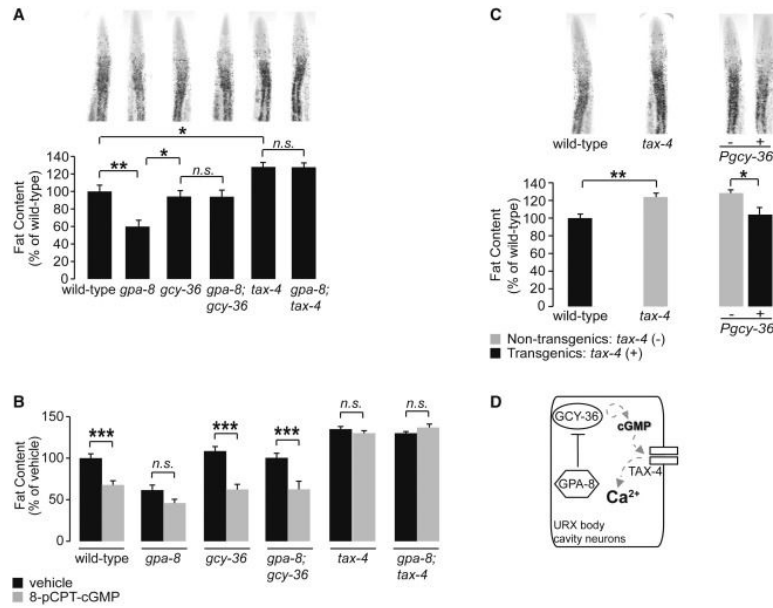 A
*
n.s.
**
*
n.s.
Fat Content
(% of wild-type)
140
120
100
80
60
40
20
0
wild-type gpa-8 gcy-36 gpa-8; tax-4 gpa-8;
gcy-36 tax-4
B
Fat Content
(% of vehicle)
150
100
50
0
***
n.s.
***
***
n.s.
n.s.
wild-type gpa-8 gcy-36 gpa-8; tax-4 gpa-8;
gcy-36 tax-4
vehicle
8-pCPT-cGMP
C
wild-type tax-4 - +
Pgcy-36
**
*
Fat Content
(% of wild-type)
140
120
100
80
60
40
20
0
wild-type tax-4 - +
Pgcy-36
Non-transgenics: tax-4 (-)
Transgenics: tax-4 (+)
D
GCY-36
cGMP
TAX-4
GPA-8
Ca²⁺
URX body
cavity neurons